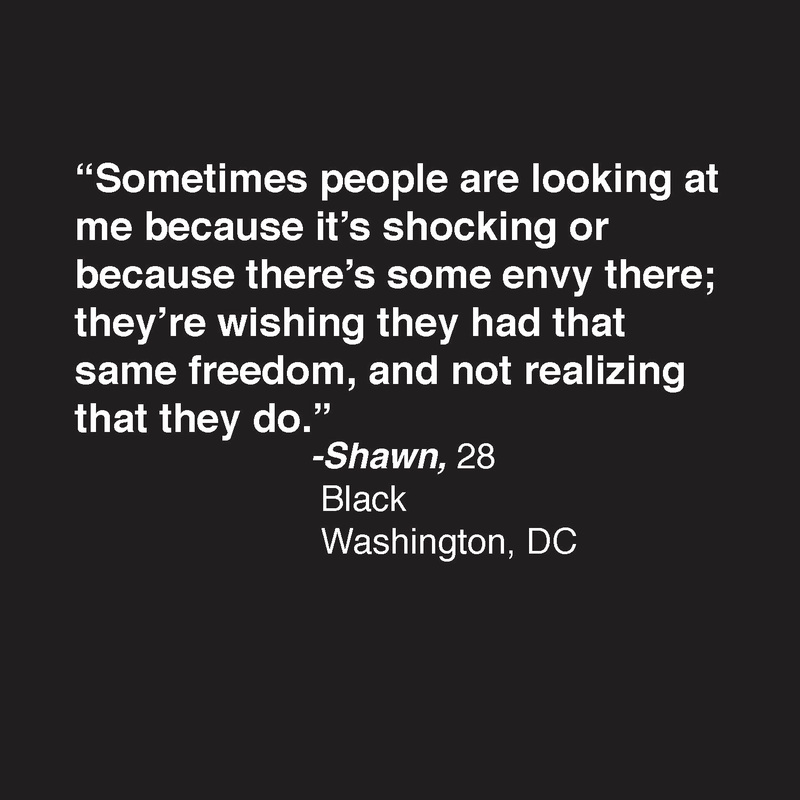 “Sometimes people are looking at
me because it’s shocking or
because there’s some envy there;
they’re wishing they had that
same freedom, and not realizing
that they do.”
-Shawn, 28
Black
Washington, DC